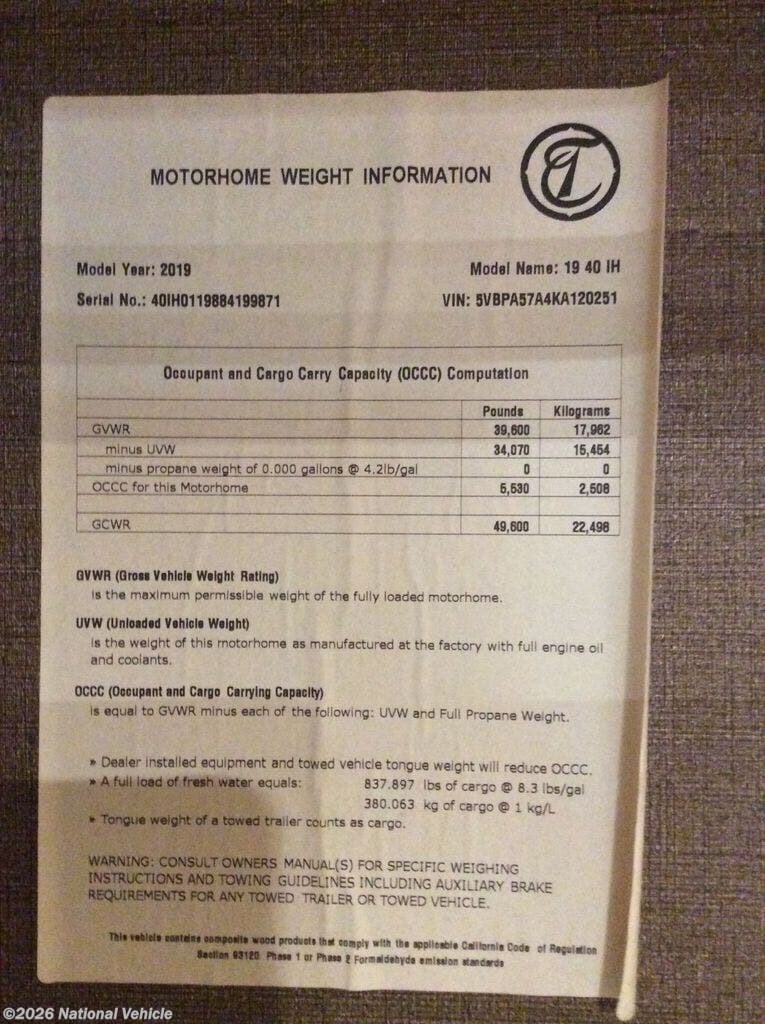 MOTORHOME WEIGHT INFORMATION
Model Year: 2019
Model Name: 19 40 IH
Serial No.: 40IH0119884199871
VIN: 5VBPA57A4KA120251
Occupant and Cargo Carry Capacity (OCCC) Computation
Pounds Kilograms
GVWR 39,600 17,962
minus UVW 34,070 15,454
minus propane weight of 0.000 gallons @ 4.2lb/gal 0 0
OCCC for this Motorhome 5,530 2,508
GCWR 49,600 22,498
GVWR (Gross Vehicle Weight Rating)
is the maximum permissible weight of the fully loaded motorhome.
UVW (Unloaded Vehicle Weight)
is the weight of this motorhome as manufactured at the factory with full engine oil
and coolants.
OCCC (Occupant and Cargo Carrying Capacity)
is equal to GVWR minus each of the following: UVW and Full Propane Weight.
» Dealer installed equipment and towed vehicle tongue weight will reduce OCCC.
» A full load of fresh water equals: 837.897 lbs of cargo @ 8.3 lbs/gal
380.063 kg of cargo @ 1 kg/L
» Tongue weight of a towed trailer counts as cargo.
WARNING: CONSULT OWNERS MANUAL(S) FOR SPECIFIC WEIGHING
INSTRUCTIONS AND TOWING GUIDELINES INCLUDING AUXILIARY BRAKE
REQUIREMENTS FOR ANY TOWED TRAILER OR TOWED VEHICLE.
This vehicle contains composite wood products that comply with the applicable California Code of Regulation
Section 93120 Phase 1 or Phase 2 Formaldehyde emission standards
©2026 National Vehicle